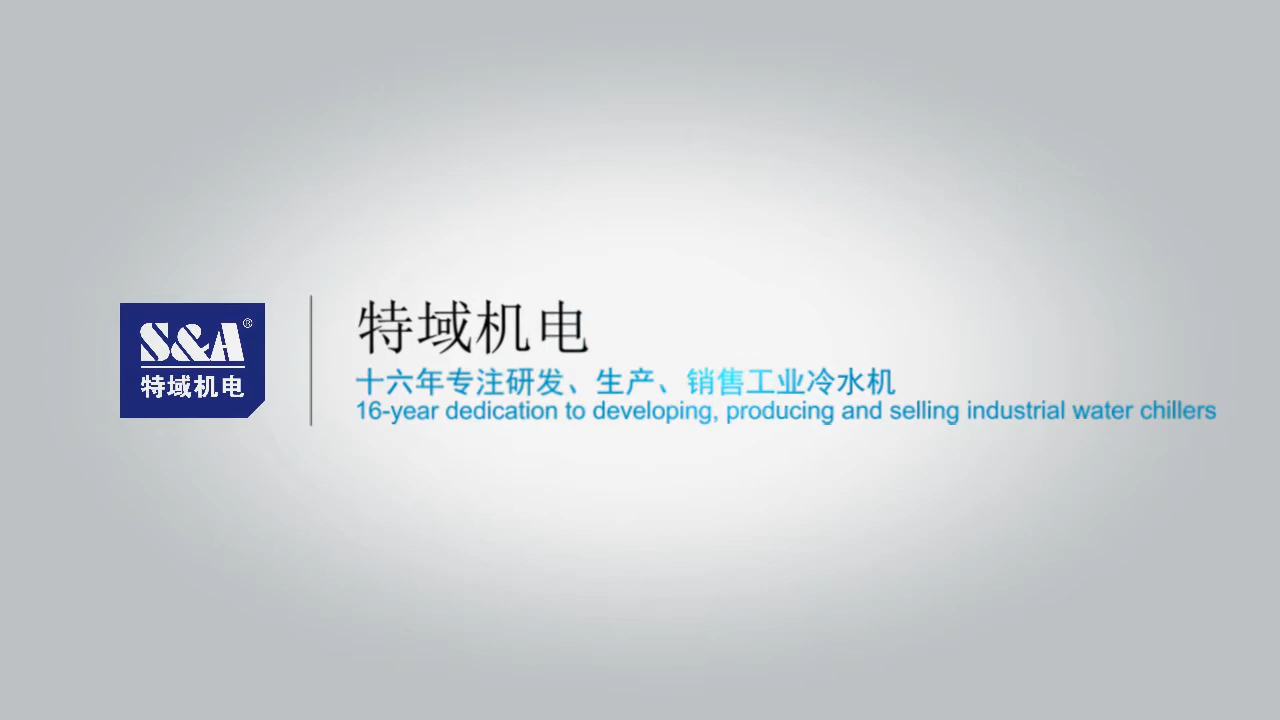 S&A®
特域机电
特域机电
十六年专注研发、生产、销售工业冷水机
16-year dedication to developing, producing and selling industrial water chillers